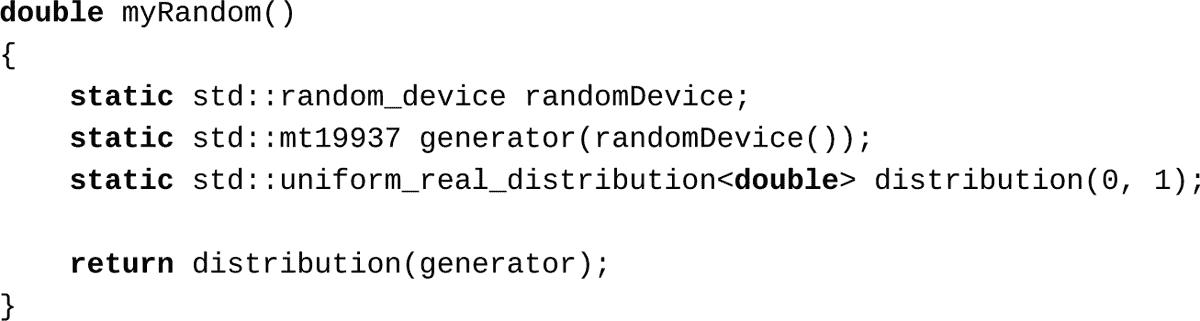 double myRandom()
{
    static std::random_device randomDevice;
    static std::mt19937 generator(randomDevice());
    static std::uniform_real_distribution<double> distribution(0, 1);

    return distribution(generator);
}